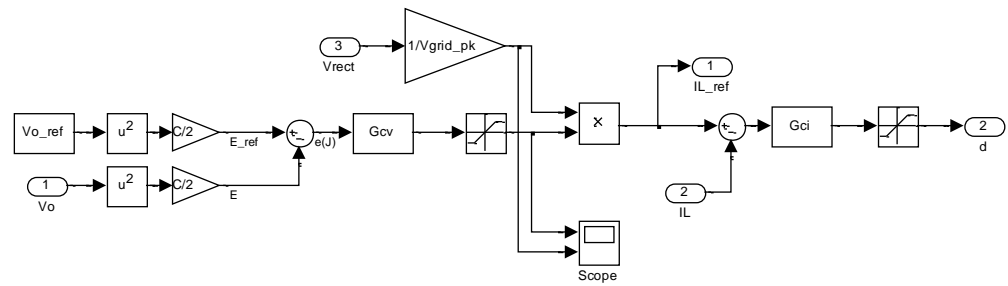 3
Vrect
1/Vgrid_pk
1
IL_ref
Vo_ref
u²
C/2
E_ref
e(J)
Gcv
×
Gci
2
d
1
Vo
u²
C/2
E
2
IL
Scope